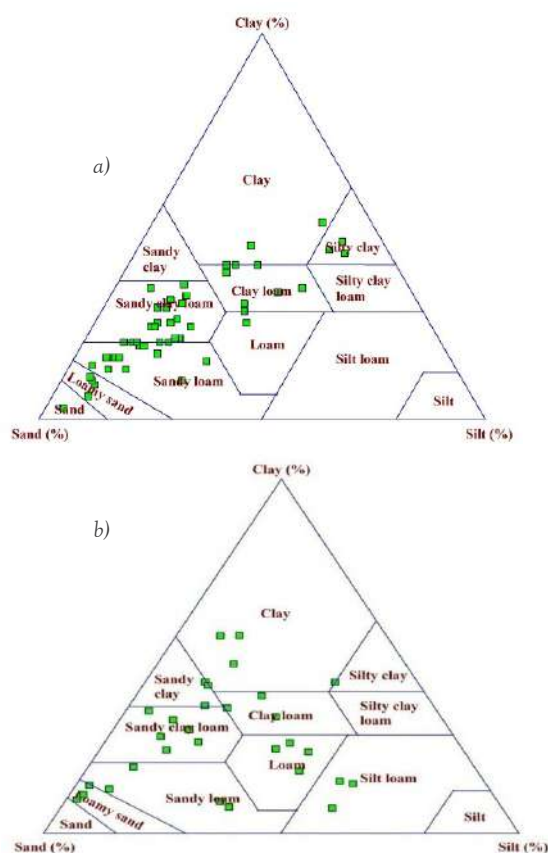 Clay (%)
a)
Clay
Sandy
clay
Silty clay
Sandy clay loam
Clay loam
Silty clay
loam
Loam
Silt loam
Sandy loam
Loamy sand
Sand
Silt
Sand (%)
Silt (%)
Clay (%)
b)
Clay
Sandy
clay
Silty clay
Sandy clay loam
Clay loam
Silty clay
loam
Loam
Silt loam
Sandy loam
Loamy sand
Sand
Silt
Sand (%)
Silt (%)